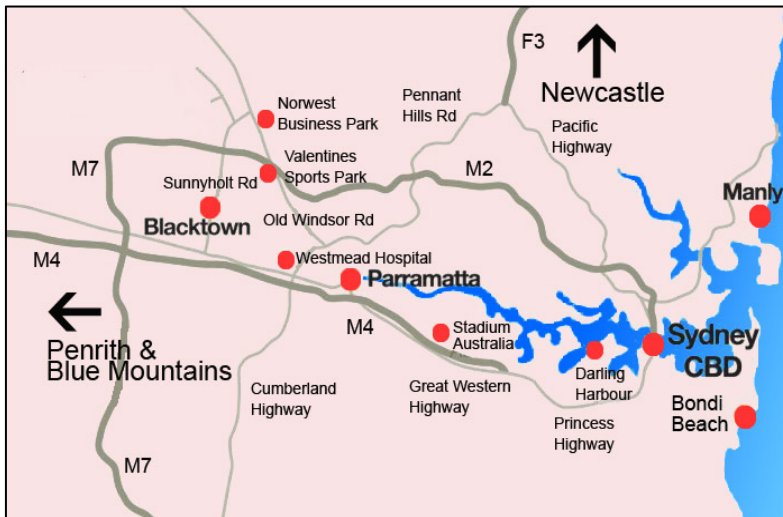 F3
Newcastle
Norwest
Business Park
Pennant
Hills Rd
Pacific
Highway
M7
Valentines
Sports Park
M2
Sunnyholt Rd
Manly
Blacktown
Old Windsor Rd
M4
Westmead Hospital
Parramatta
M4
Stadium
Australia
Sydney
CBD
Penrith &
Blue Mountains
Cumberland
Highway
Great Western
Highway
Darling
Harbour
Princess
Highway
Bondi
Beach
M7